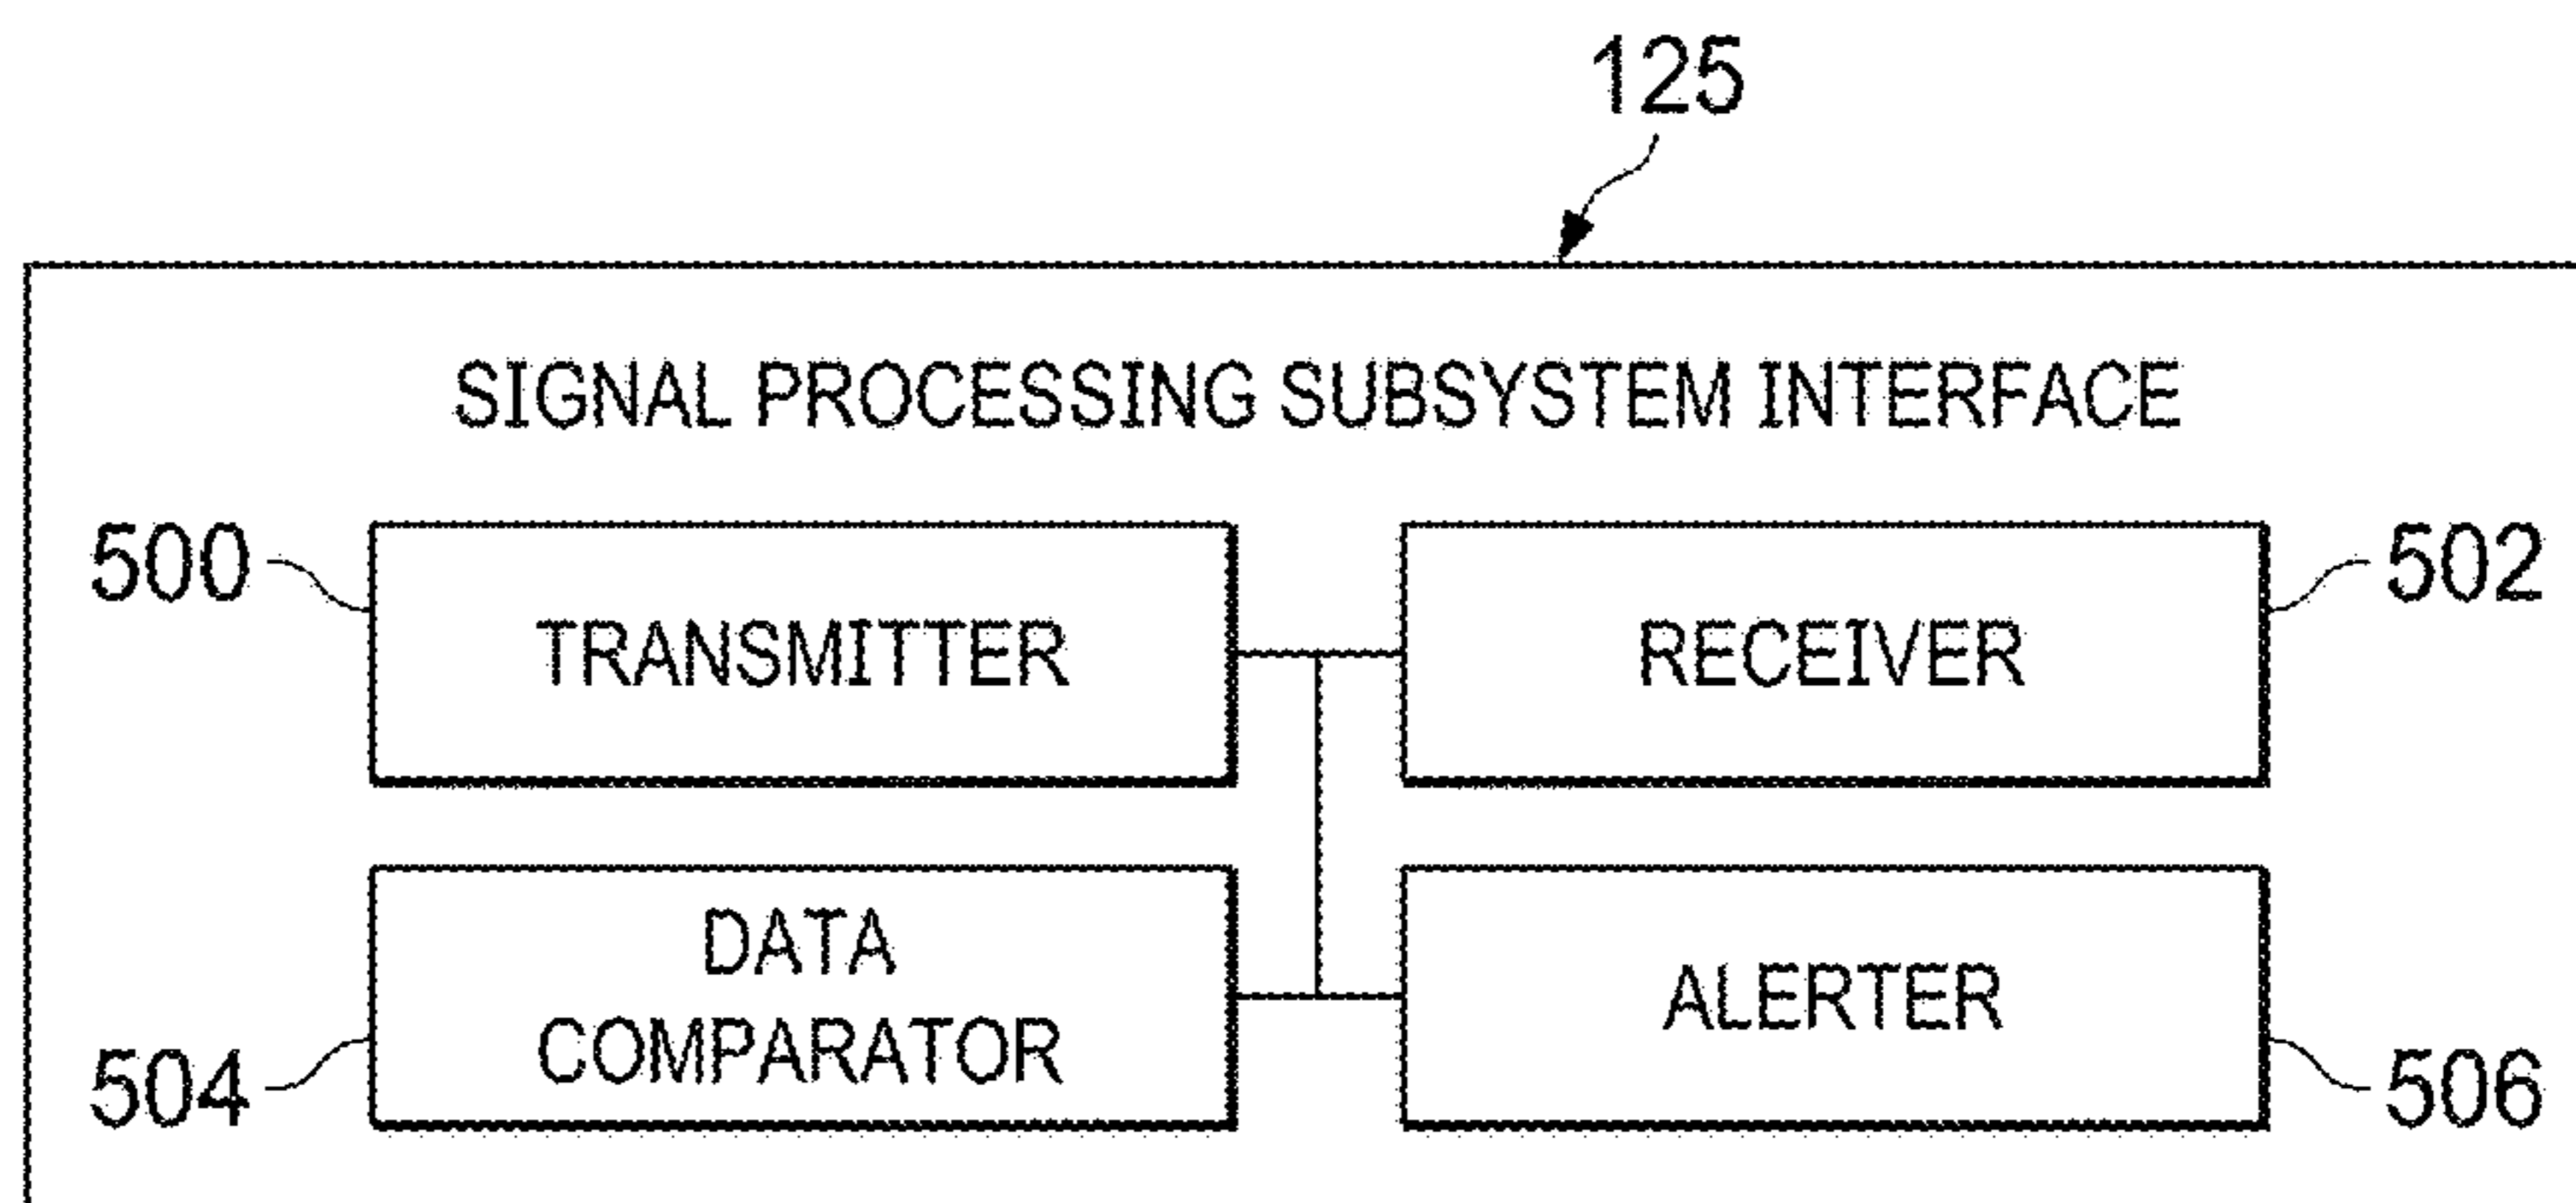 125
SIGNAL PROCESSING SUBSYSTEM INTERFACE
500
TRANSMITTER
RECEIVER
502
DATA
COMPARATOR
504
ALERTER
506